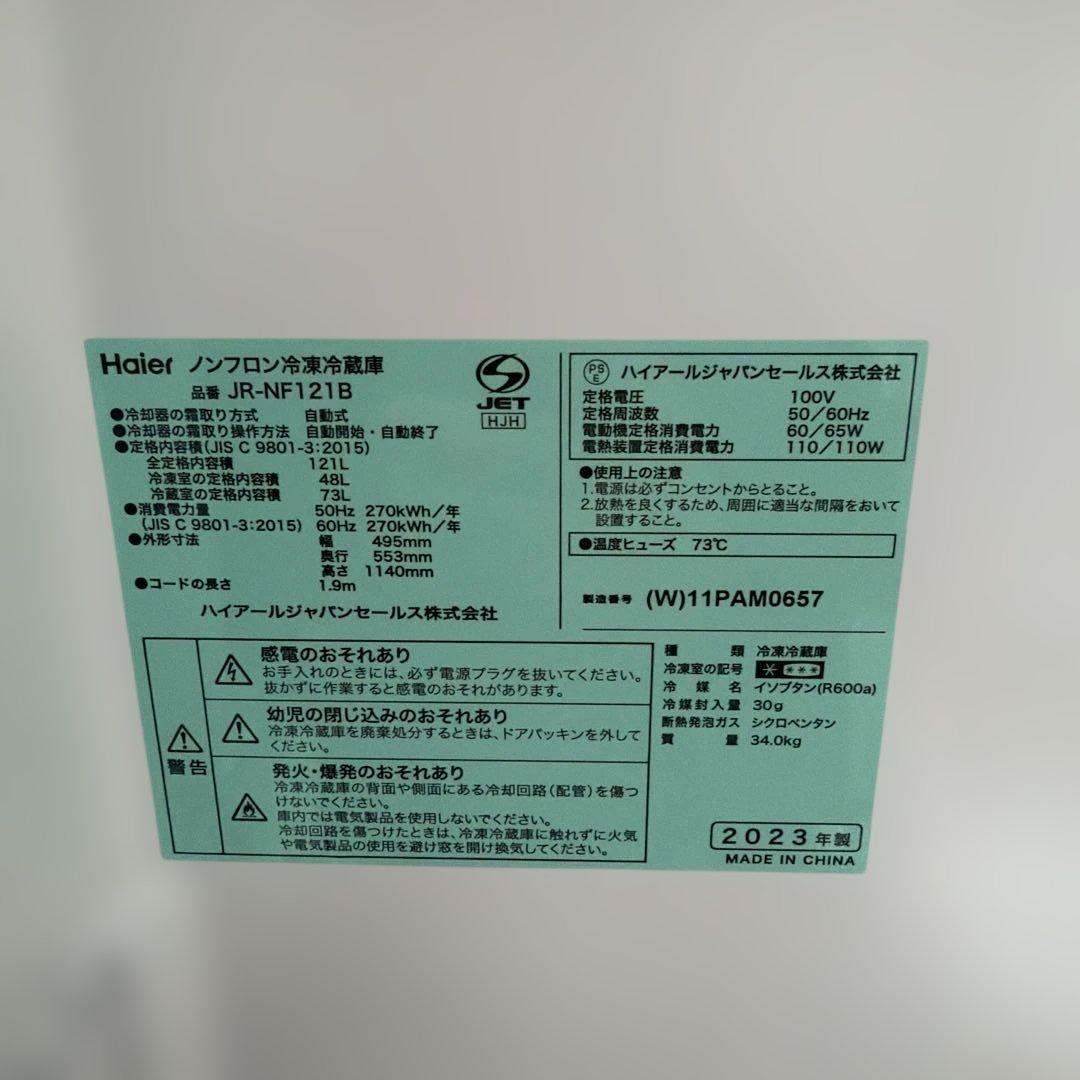 Haier ノンフロン冷凍冷蔵庫
品番 JR-NF121B
●冷却器の霜取り方式 自動式
●冷却器の霜取り操作方法 自動開始・自動終了
●定格内容積(JIS C 9801-3:2015)
全定格内容積 121L
冷凍室の定格内容積 48L
冷蔵室の定格内容積 73L
●消費電力量 50Hz 270kWh/年
(JIS C 9801-3:2015) 60Hz 270kWh/年
●外形寸法 幅 495mm
奥行 553mm
高さ 1140mm
●コードの長さ 1.9m
ハイアールジャパンセールス株式会社
JET
HJH
PSE ハイアールジャパンセールス株式会社
定格電圧 100V
定格周波数 50/60Hz
電動機定格消費電力 60/65W
電熱装置定格消費電力 110/110W
●使用上の注意
1.電源は必ずコンセントからとること。
2.放熱を良くするため、周囲に適当な間隔をおいて
設置すること。
●温度ヒューズ 73℃
製造番号 (W)11PAM0657
警告
感電のおそれあり
お手入れのときには、必ず電源プラグを抜いてください。
抜かずに作業すると感電のおそれがあります。
幼児の閉じ込みのおそれあり
冷凍冷蔵庫を廃棄処分するときは、ドアパッキンを外して
ください。
発火・爆発のおそれあり
冷凍冷蔵庫の背面や側面にある冷却回路(配管)を傷つ
けないでください。
庫内では電気製品を使用しないでください。
冷却回路を傷つけたときは、冷凍冷蔵庫に触れずに火気
や電気製品の使用を避け窓を開け換気してください。
種類 冷凍冷蔵庫
冷凍室の記号 * ***
冷媒名 イソブタン(R600a)
冷媒封入量 30g
断熱発泡ガス シクロペンタン
質量 34.0kg
2023年製
MADE IN CHINA